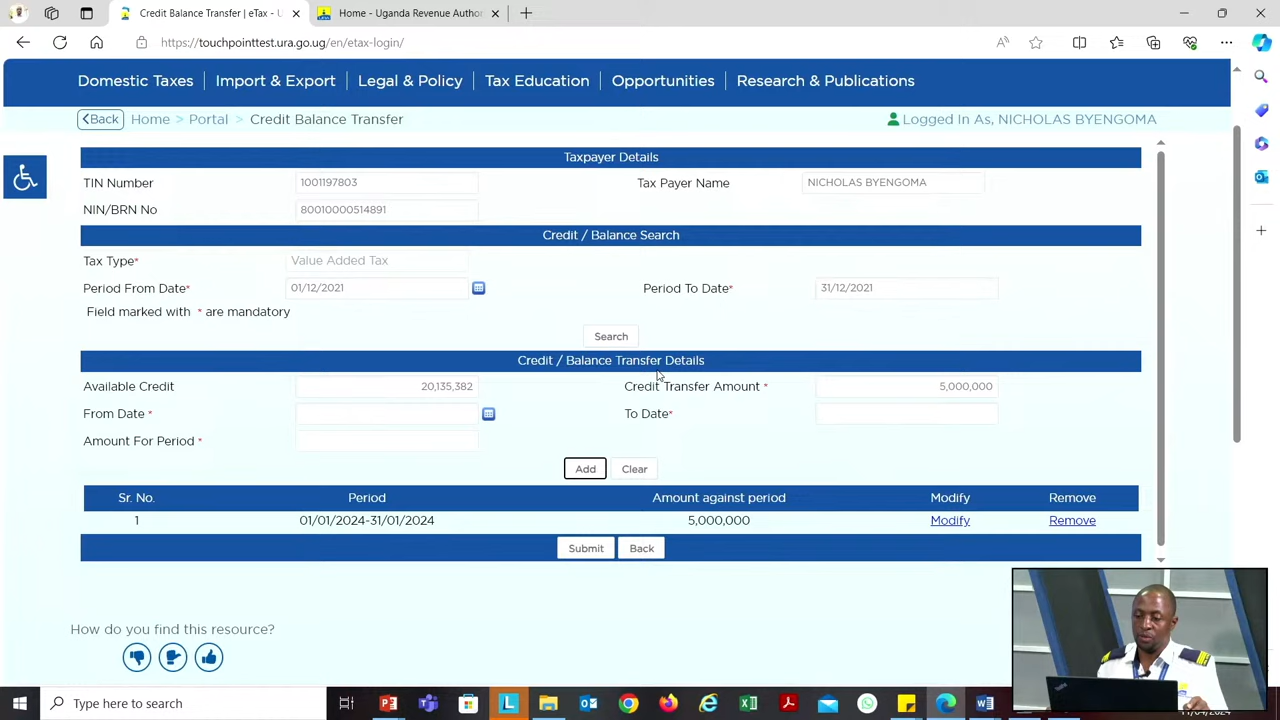 Credit Balance Transfer | eTax - U
Home - Uganda Revenue Author
https://touchpointtest.ura.go.ug/en/etax-login/
Domestic Taxes | Import & Export | Legal & Policy | Tax Education | Opportunities | Research & Publications
Back Home > Portal > Credit Balance Transfer Logged In As, NICHOLAS BYENGOMA
Taxpayer Details
TIN Number 1001197803 Tax Payer Name NICHOLAS BYENGOMA
NIN/BRN No 80010000514891
Credit / Balance Search
Tax Type* Value Added Tax
Period From Date* 01/12/2021 Period To Date* 31/12/2021
Field marked with * are mandatory
Search
Credit / Balance Transfer Details
Available Credit 20,135,382 Credit Transfer Amount * 5,000,000
From Date * To Date*
Amount For Period *
Add Clear
Sr. No. Period Amount against period Modify Remove
1 01/01/2024-31/01/2024 5,000,000 Modify Remove
Submit Back
How do you find this resource?
Type here to search
11/04/2024